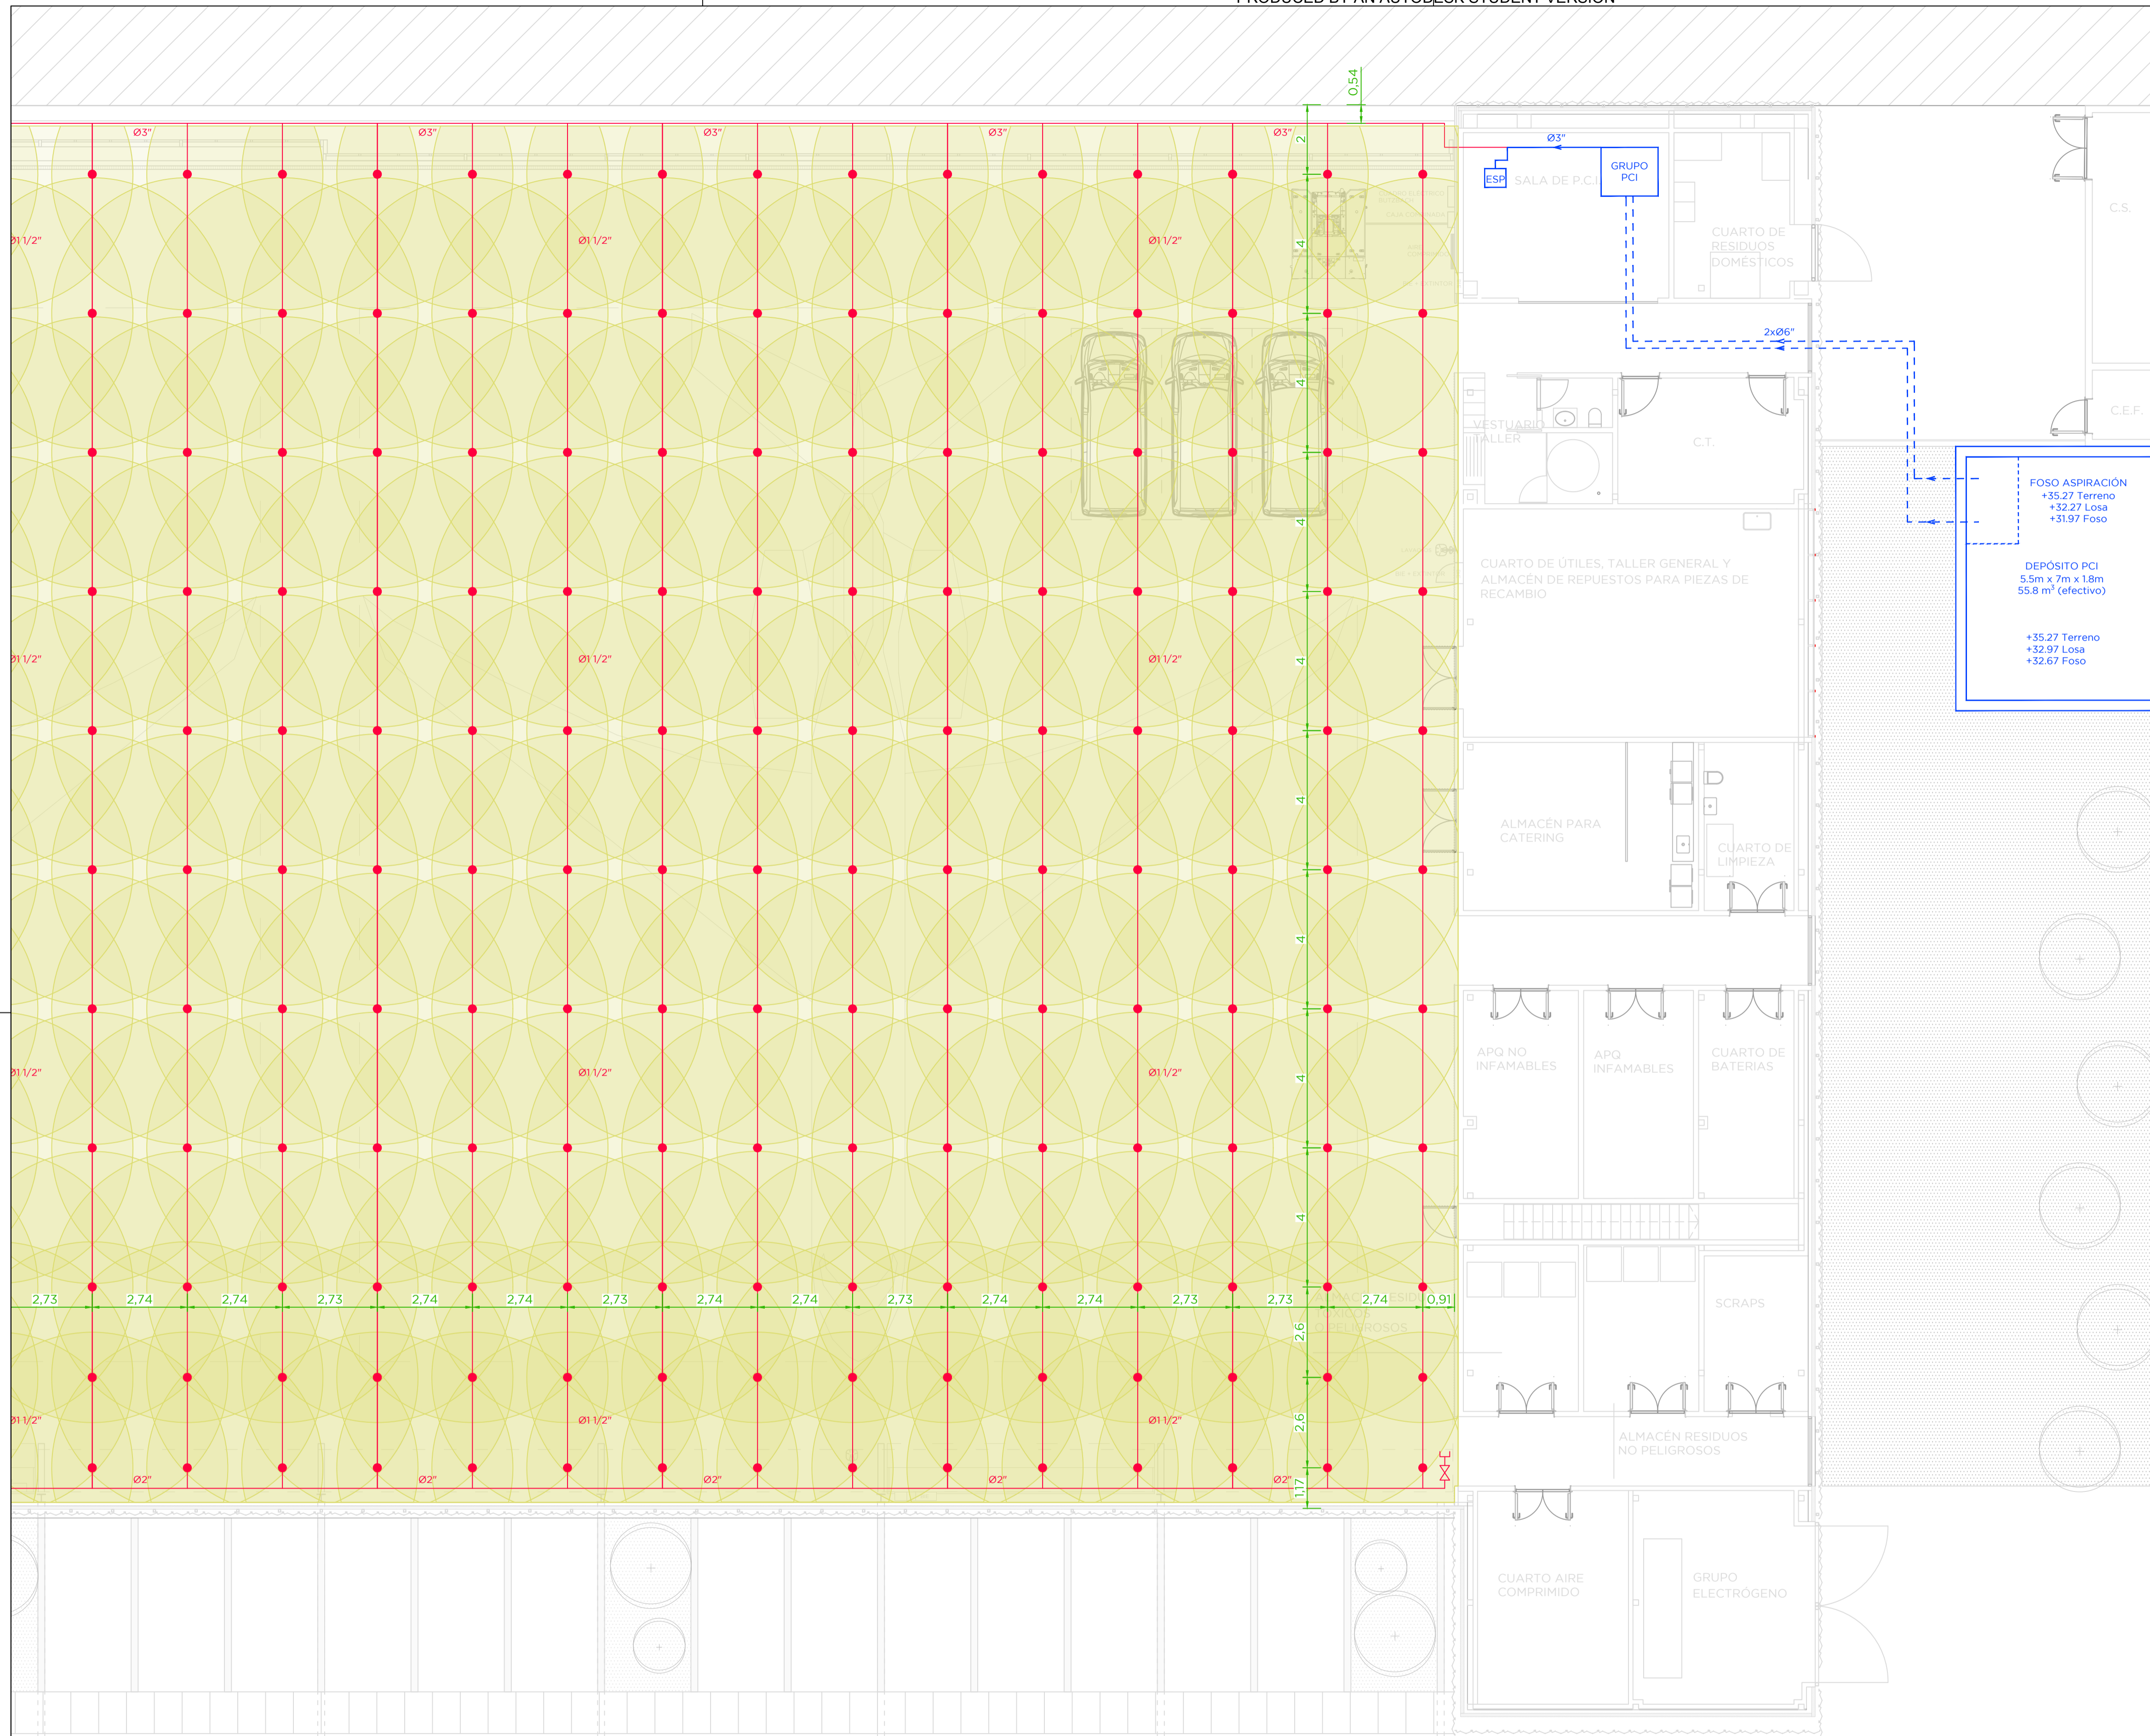 PRODUCED BY AN AUTODESK STUDENT VERSION
0,54
Ø3"
Ø3"
Ø3"
Ø3"
Ø3"
2
Ø3"
GRUPO
PCI
ESP
SALA DE P.C.I.
C.S.
CUARTO DE
RESIDUOS
DOMÉSTICOS
Ø1 1/2"
Ø1 1/2"
Ø1 1/2"
4
2xØ6"
4
C.E.F.
VESTUARIO
TALLER
C.T.
4
FOSO ASPIRACIÓN
+35.27 Terreno
+32.27 Losa
+31.97 Foso
CUARTO DE ÚTILES, TALLER GENERAL Y
ALMACÉN DE REPUESTOS PARA PIEZAS DE
RECAMBIO
DEPÓSITO PCI
5.5m x 7m x 1.8m
55.8 m³ (efectivo)
+35.27 Terreno
+32.97 Losa
+32.67 Foso
Ø1 1/2"
Ø1 1/2"
Ø1 1/2"
4
4
ALMACÉN PARA
CATERING
CUARTO DE
LIMPIEZA
4
APQ NO
INFAMABLES
APQ
INFAMABLES
CUARTO DE
BATERIAS
Ø1 1/2"
Ø1 1/2"
Ø1 1/2"
4
4
2,73
2,74
2,74
2,73
2,74
2,74
2,73
2,74
2,74
2,73
2,74
2,74
2,73
2,73
2,74
0,91
SCRAPS
2,6
Ø1 1/2"
Ø1 1/2"
Ø1 1/2"
2,6
ALMACÉN RESIDUOS
NO PELIGROSOS
Ø2"
Ø2"
Ø2"
Ø2"
Ø2"
1,17
CUARTO AIRE
COMPRIMIDO
GRUPO
ELECTRÓGENO